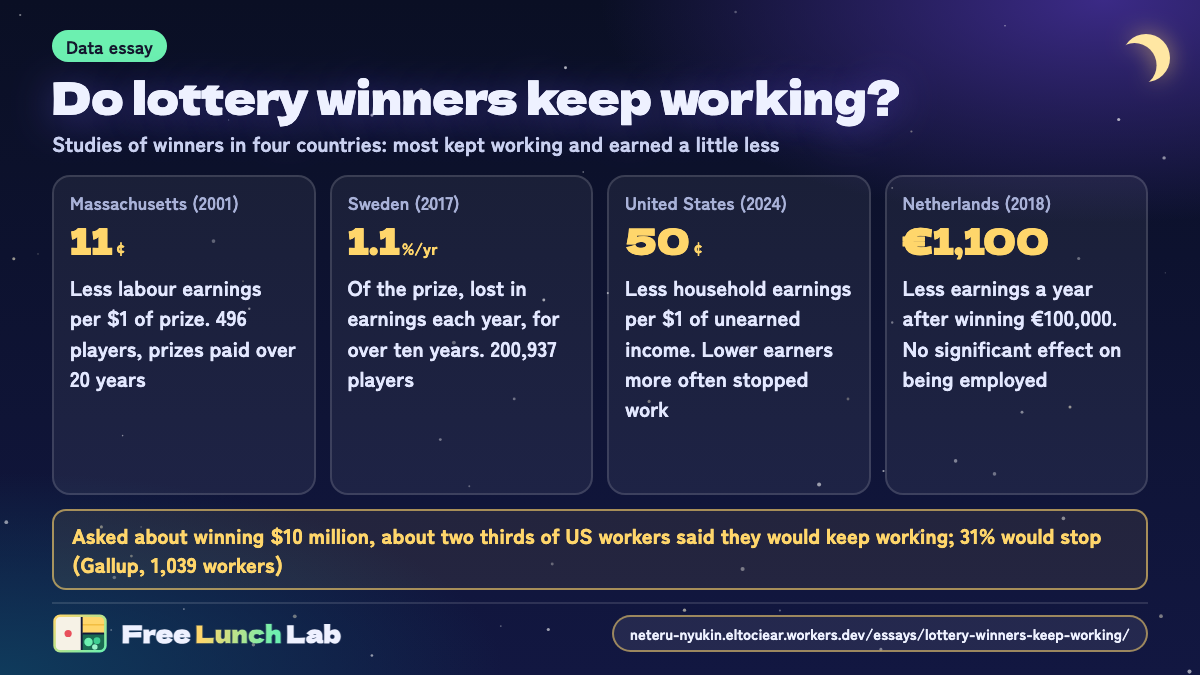 Data essay
Do lottery winners keep working?
Studies of winners in four countries: most kept working and earned a little less
Massachusetts (2001)
11 ¢
Less labour earnings
per $1 of prize. 496
players, prizes paid over
20 years
Sweden (2017)
1.1 %/yr
Of the prize, lost in
earnings each year, for
over ten years. 200,937
players
United States (2024)
50 ¢
Less household earnings
per $1 of unearned
income. Lower earners
more often stopped
work
Netherlands (2018)
€1,100
Less earnings a year
after winning €100,000.
No significant effect on
being employed
Asked about winning $10 million, about two thirds of US workers said they would keep working; 31% would stop
(Gallup, 1,039 workers)
Free Lunch Lab
neteru-nyukin.eltociear.workers.dev/essays/lottery-winners-keep-working/